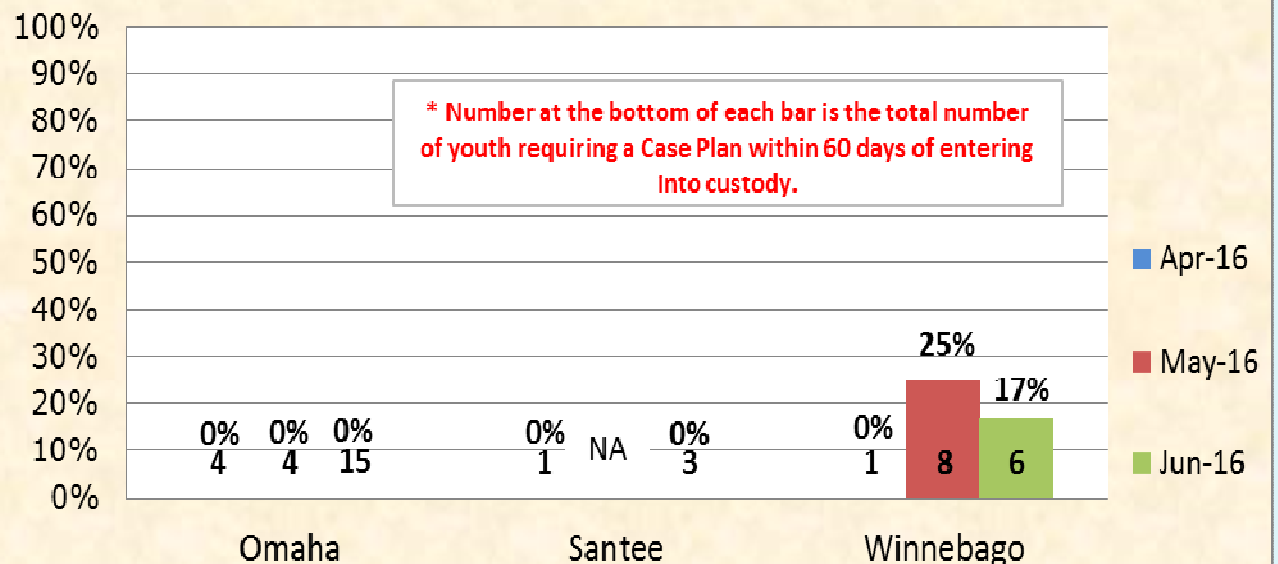 100%
90%
80%
70%
60%
50%
40%
30%
20%
10%
0%
* Number at the bottom of each bar is the total number
of youth requiring a Case Plan within 60 days of entering
into custody.
0% 0% 0%
4 4 15
0% NA 0%
1 3
0% 25% 17%
1 8 6
Omaha Santee Winnebago
Apr-16
May-16
Jun-16